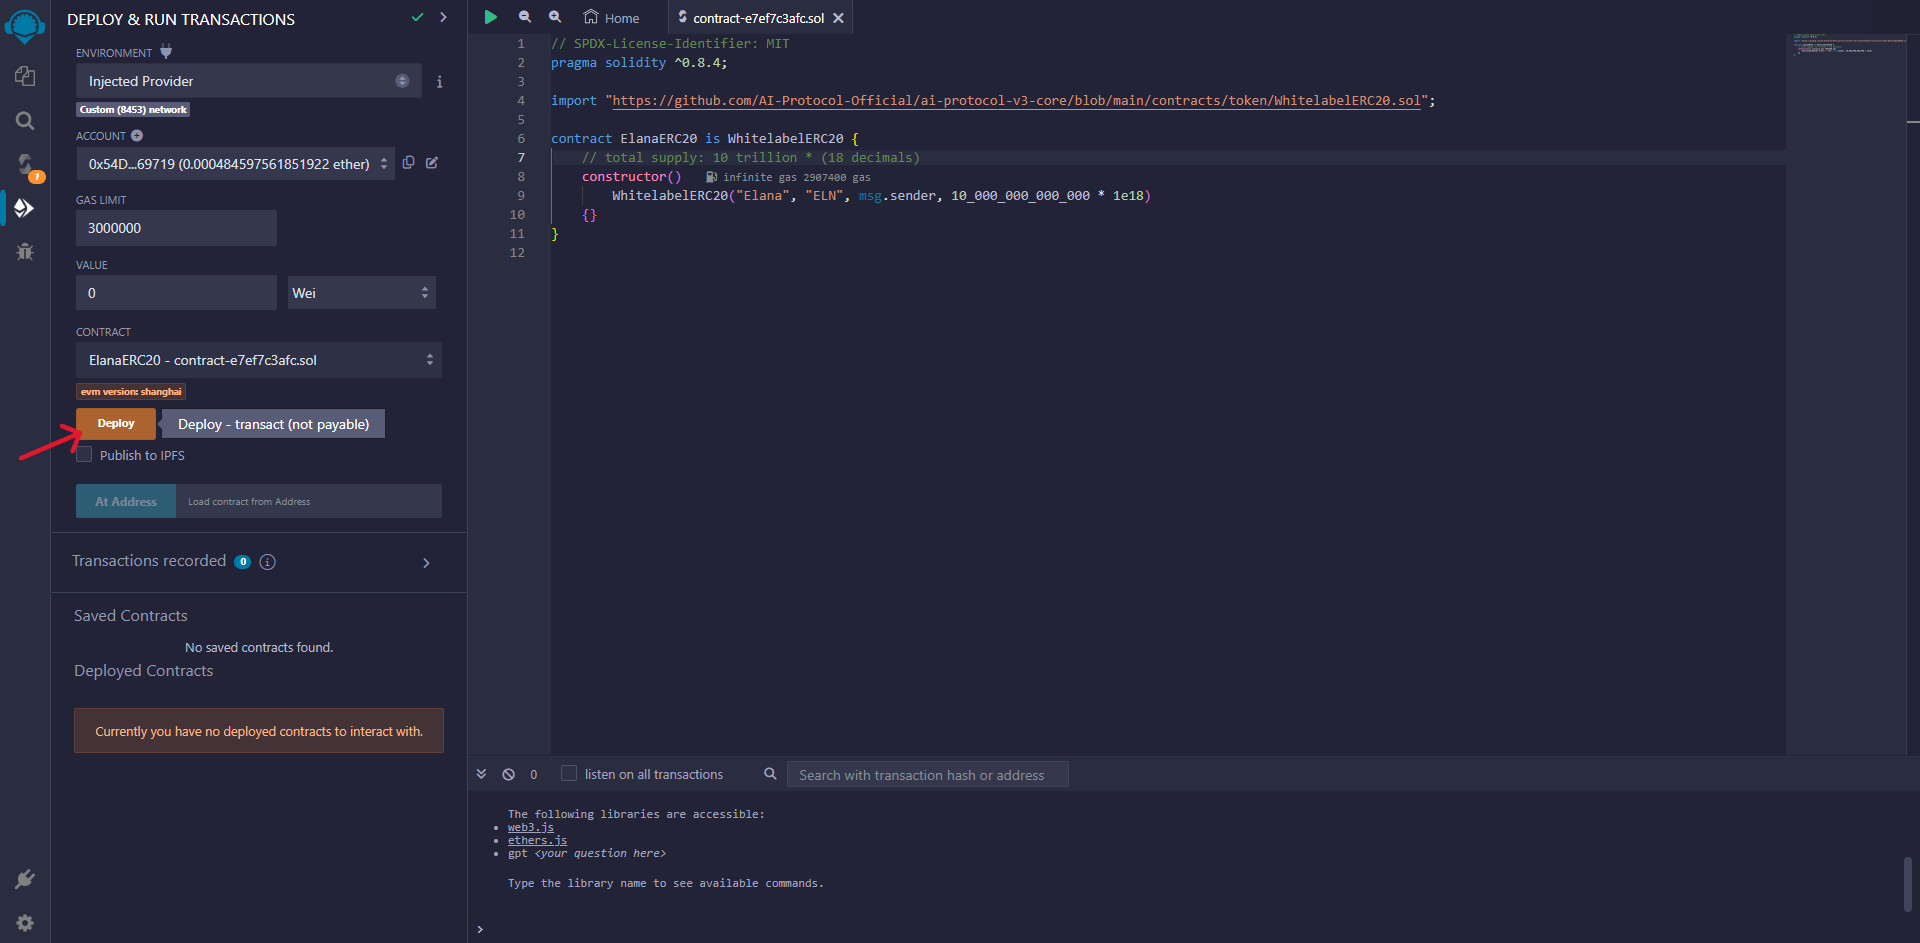 DEPLOY & RUN TRANSACTIONS
ENVIRONMENT
Injected Provider
Custom (8453) network
ACCOUNT
0x54D...69719 (0.000484597561851922 ether)
1
GAS LIMIT
3000000
VALUE
0
Wei
CONTRACT
ElanaERC20 - contract-e7ef7c3afc.sol
evm version: shanghai
Deploy
Deploy - transact (not payable)
Publish to IPFS
At Address
Load contract from Address
Transactions recorded 0
Saved Contracts
No saved contracts found.
Deployed Contracts
Currently you have no deployed contracts to interact with.
Home
contract-e7ef7c3afc.sol
1 // SPDX-License-Identifier: MIT
2 pragma solidity ^0.8.4;
3
4 import "https://github.com/AI-Protocol-Official/ai-protocol-v3-core/blob/main/contracts/token/WhitelabelERC20.sol";
5
6 contract ElanaERC20 is WhitelabelERC20 {
7 // total supply: 10 trillion * (18 decimals)
8 constructor() infinite gas 2907400 gas
9 WhitelabelERC20("Elana", "ELN", msg.sender, 10_000_000_000_000 * 1e18)
10 {}
11 }
12
0
listen on all transactions
Search with transaction hash or address
The following libraries are accessible:
• web3.js
• ethers.js
• gpt <your question here>
Type the library name to see available commands.
>